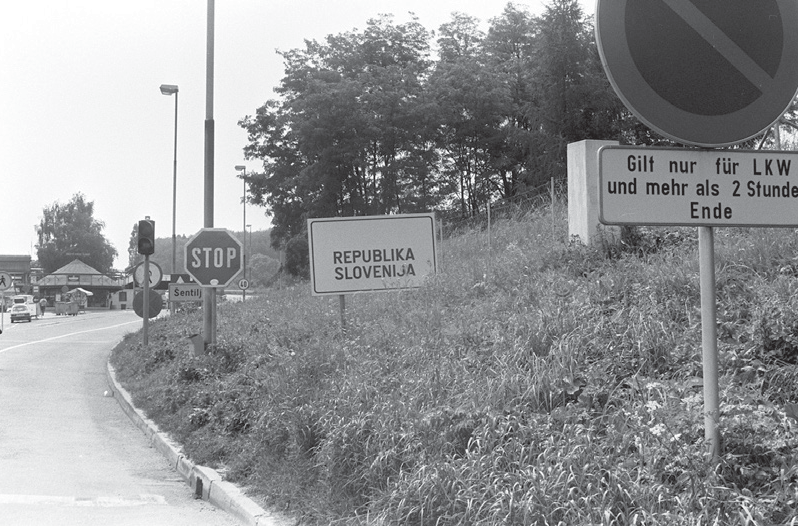 STOP
Šentilj
REPUBLIKA
SLOVENIJA
Gilt nur für LKW
und mehr als 2 Stunde
Ende